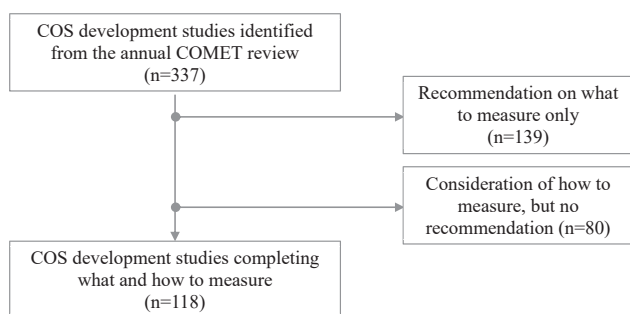 COS development studies identified
from the annual COMET review
(n=337)
Recommendation on what
to measure only
(n=139)
Consideration of how to
measure, but no
recommendation (n=80)
COS development studies completing
what and how to measure
(n=118)